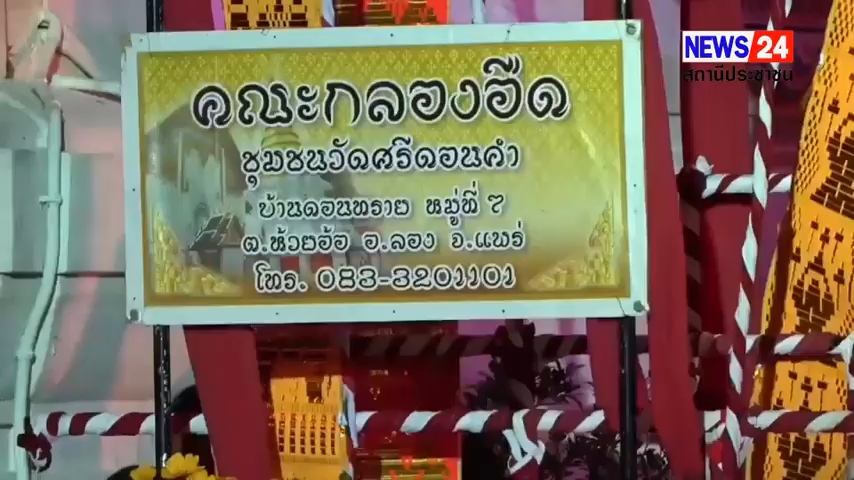 NEWS 24
สถานีประชาชน
คณะกลองอืด
ชุมชนวัดศรีดอนคำ
บ้านดอนทราย หมู่ที่ 7
ต.ห้วยอ้อ อ.ลอง จ.แพร่
โทร. 083-3201101